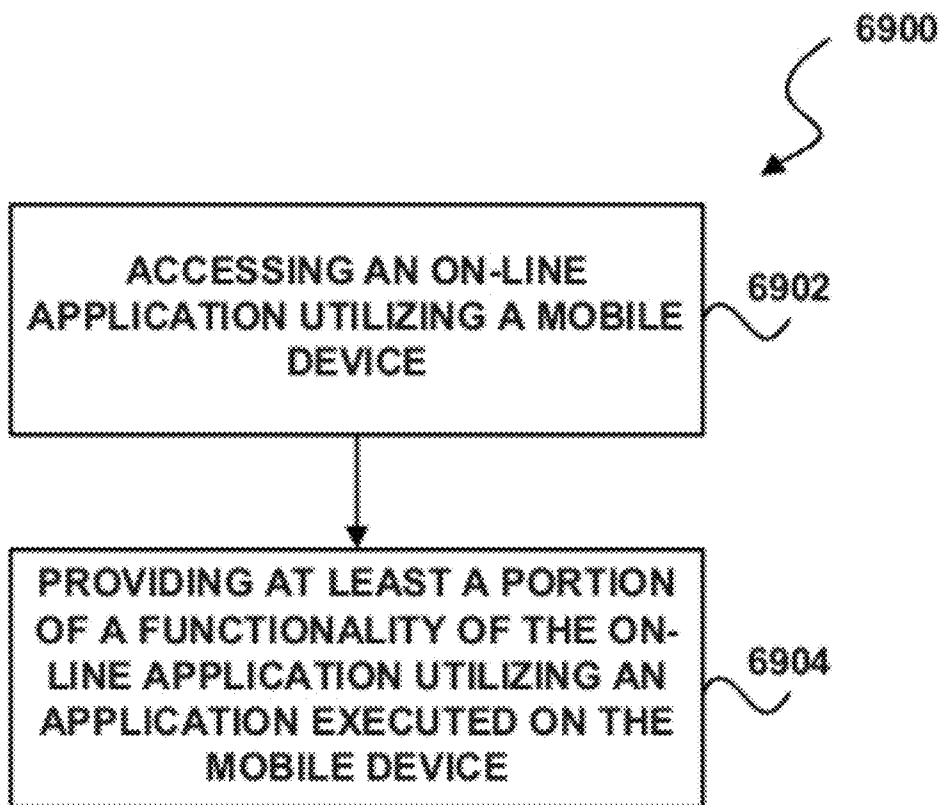 6900
ACCESSING AN ON-LINE
APPLICATION UTILIZING A MOBILE
DEVICE
6902
PROVIDING AT LEAST A PORTION
OF A FUNCTIONALITY OF THE ON-
LINE APPLICATION UTILIZING AN
APPLICATION EXECUTED ON THE
MOBILE DEVICE
6904